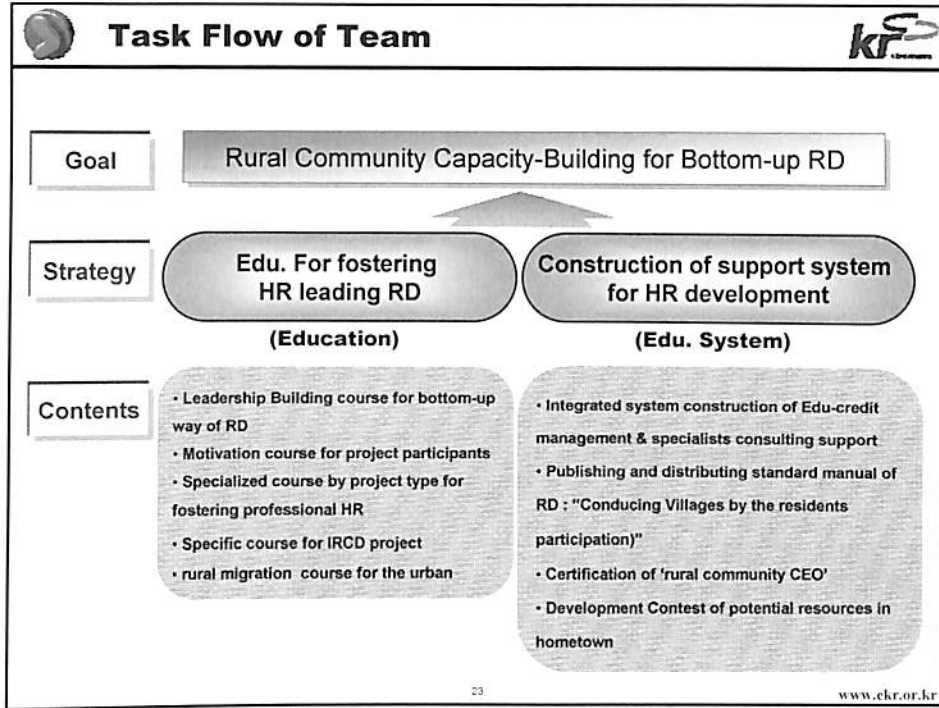 Task Flow of Team
kr
Goal
Rural Community Capacity-Building for Bottom-up RD
Strategy
Edu. For fostering
HR leading RD
(Education)
Construction of support system
for HR development
(Edu. System)
Contents
· Leadership Building course for bottom-up
way of RD
· Motivation course for project participants
· Specialized course by project type for
fostering professional HR
· Specific course for IRCD project
· rural migration course for the urban
· Integrated system construction of Edu-credit
management & specialists consulting support
· Publishing and distributing standard manual of
RD : "Conducing Villages by the residents
participation)"
· Certification of 'rural community CEO'
· Development Contest of potential resources in
hometown
23
www.ekr.or.kr